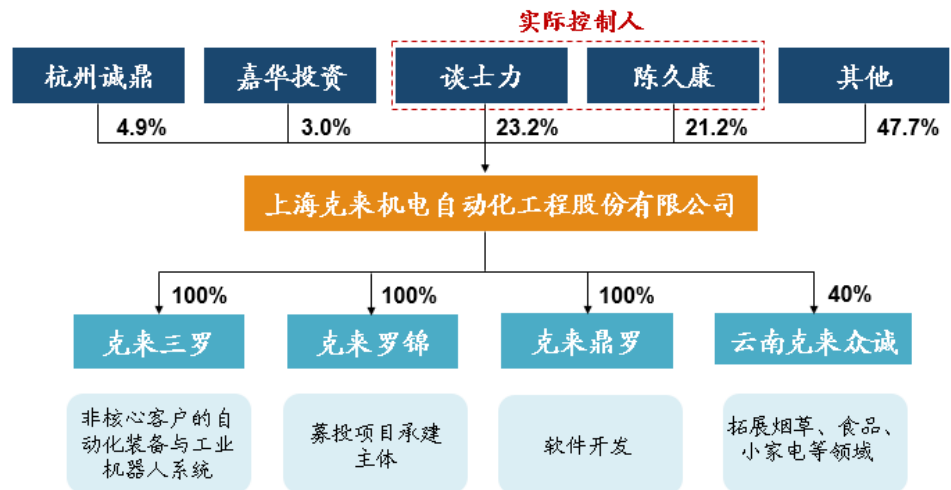 实际控制人
杭州诚鼎
嘉华投资
谈士力
陈久康
其他
4.9%
3.0%
23.2%
21.2%
47.7%
上海克来机电自动化工程股份有限公司
100%
100%
100%
40%
克来三罗
克来罗锦
克来鼎罗
云南克来众诚
非核心客户的自
动化装备与工业
机器人系统
募投项目承建
主体
软件开发
拓展烟草、食品、
小家电等领域